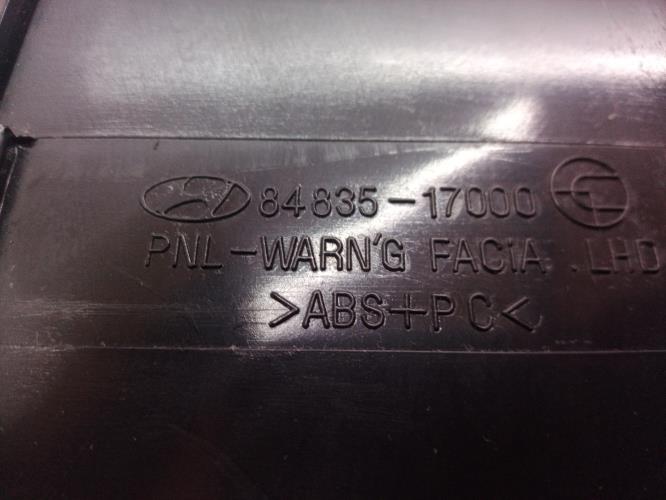 84835-17000
PNL-WARN'G FACiA .LHD
>ABS+PC<